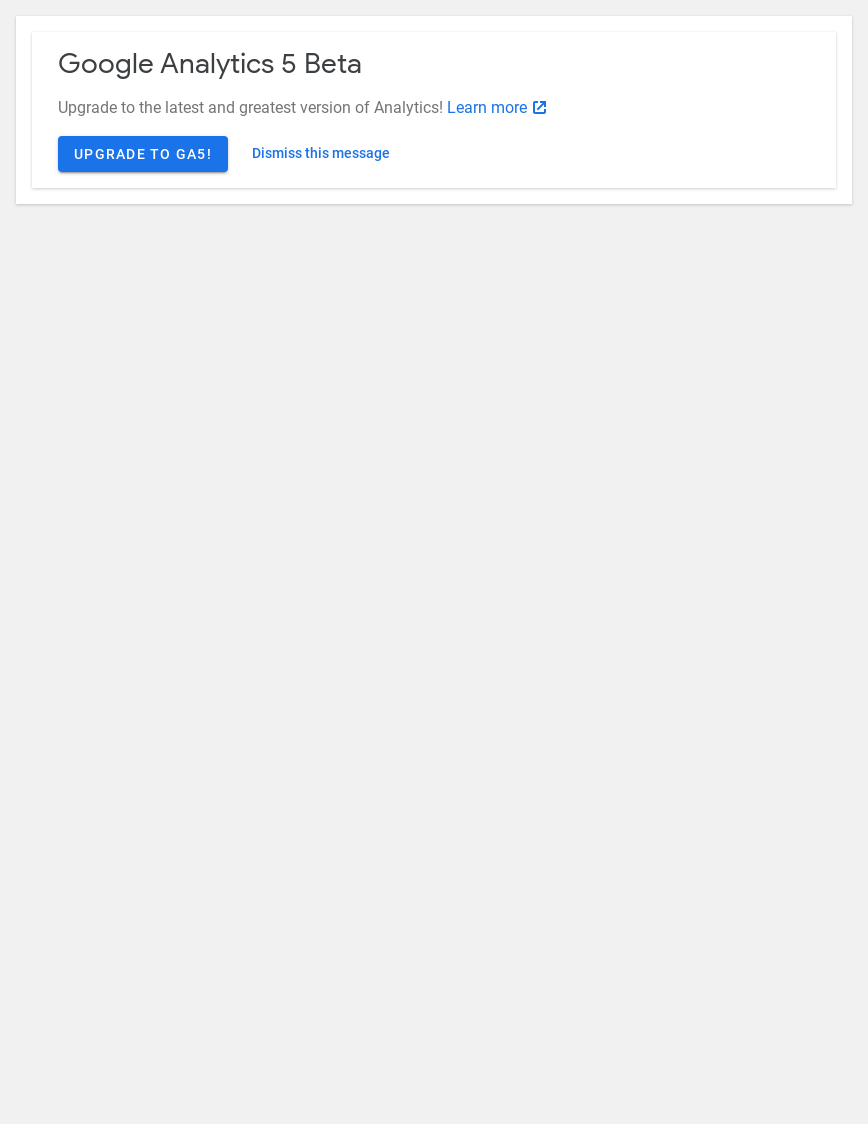 Google Analytics 5 Beta
Upgrade to the latest and greatest version of Analytics! Learn more
UPGRADE TO GA5!
Dismiss this message